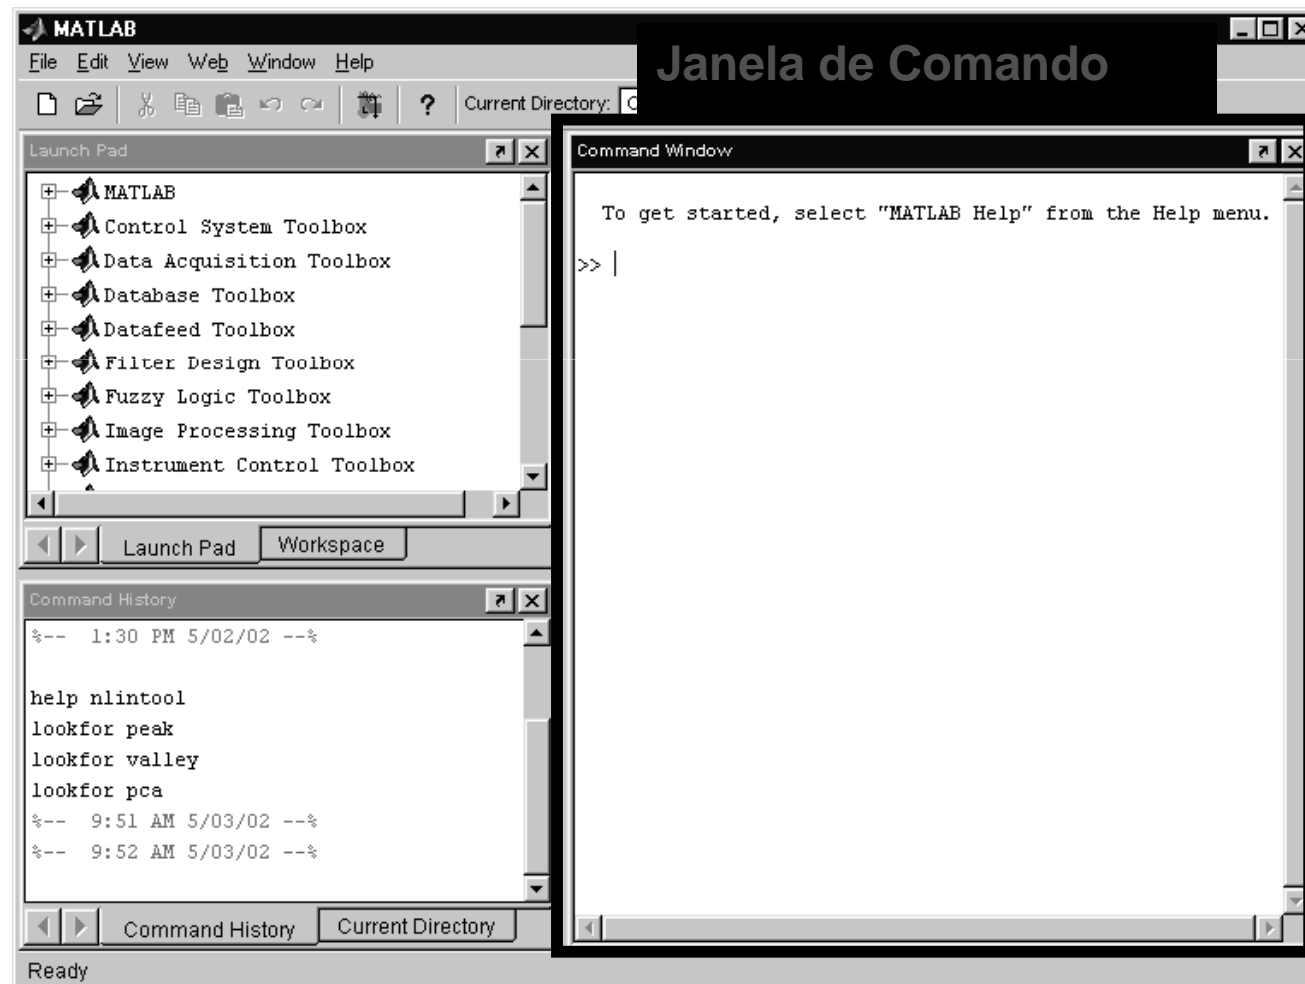 MATLAB
Janela de Comando
File Edit View Web Window Help
? Current Directory:
Launch Pad
MATLAB
Control System Toolbox
Data Acquisition Toolbox
Database Toolbox
Datafeed Toolbox
Filter Design Toolbox
Fuzzy Logic Toolbox
Image Processing Toolbox
Instrument Control Toolbox
Launch Pad Workspace
Command History
%-- 1:30 PM 5/02/02 --%
help nlintool
lookfor peak
lookfor valley
lookfor pca
%-- 9:51 AM 5/03/02 --%
%-- 9:52 AM 5/03/02 --%
Command History Current Directory
Command Window
To get started, select "MATLAB Help" from the Help menu.
>>
Ready